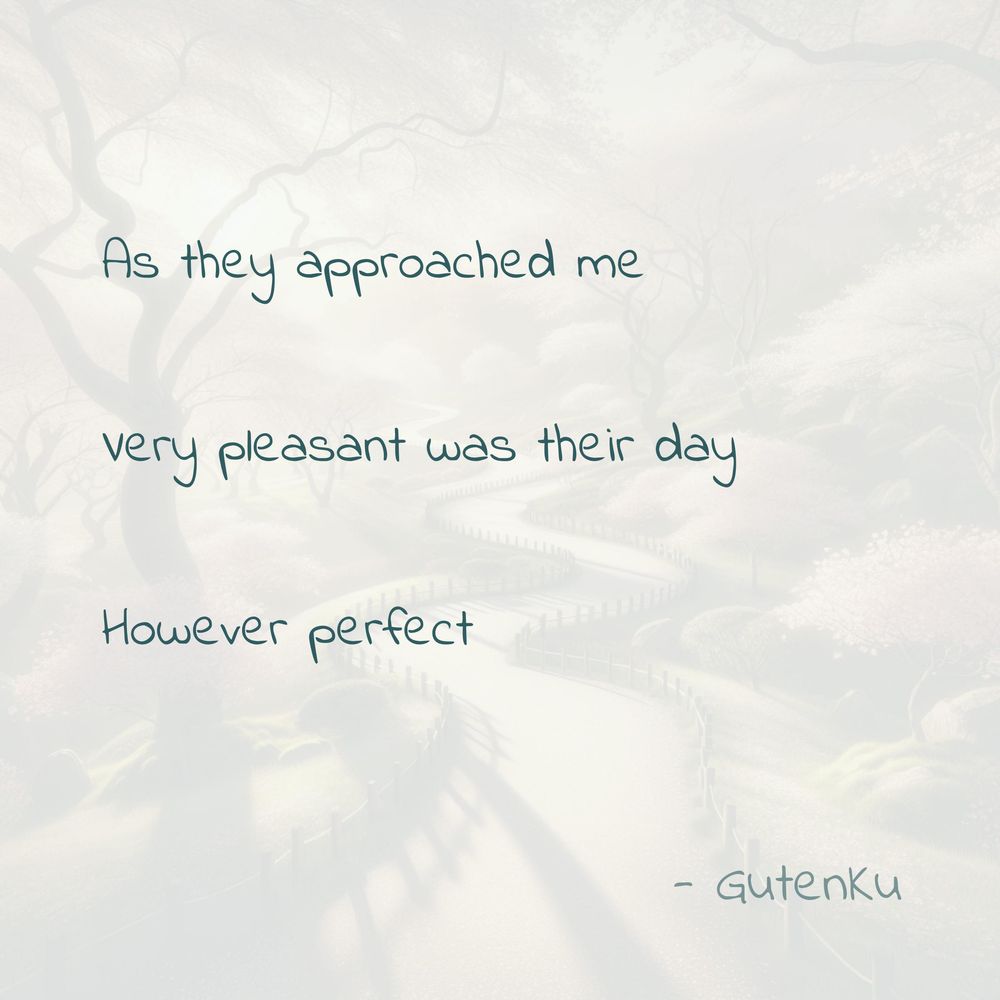 As they approached me
very pleasant was their day
However perfect
- GutenKu